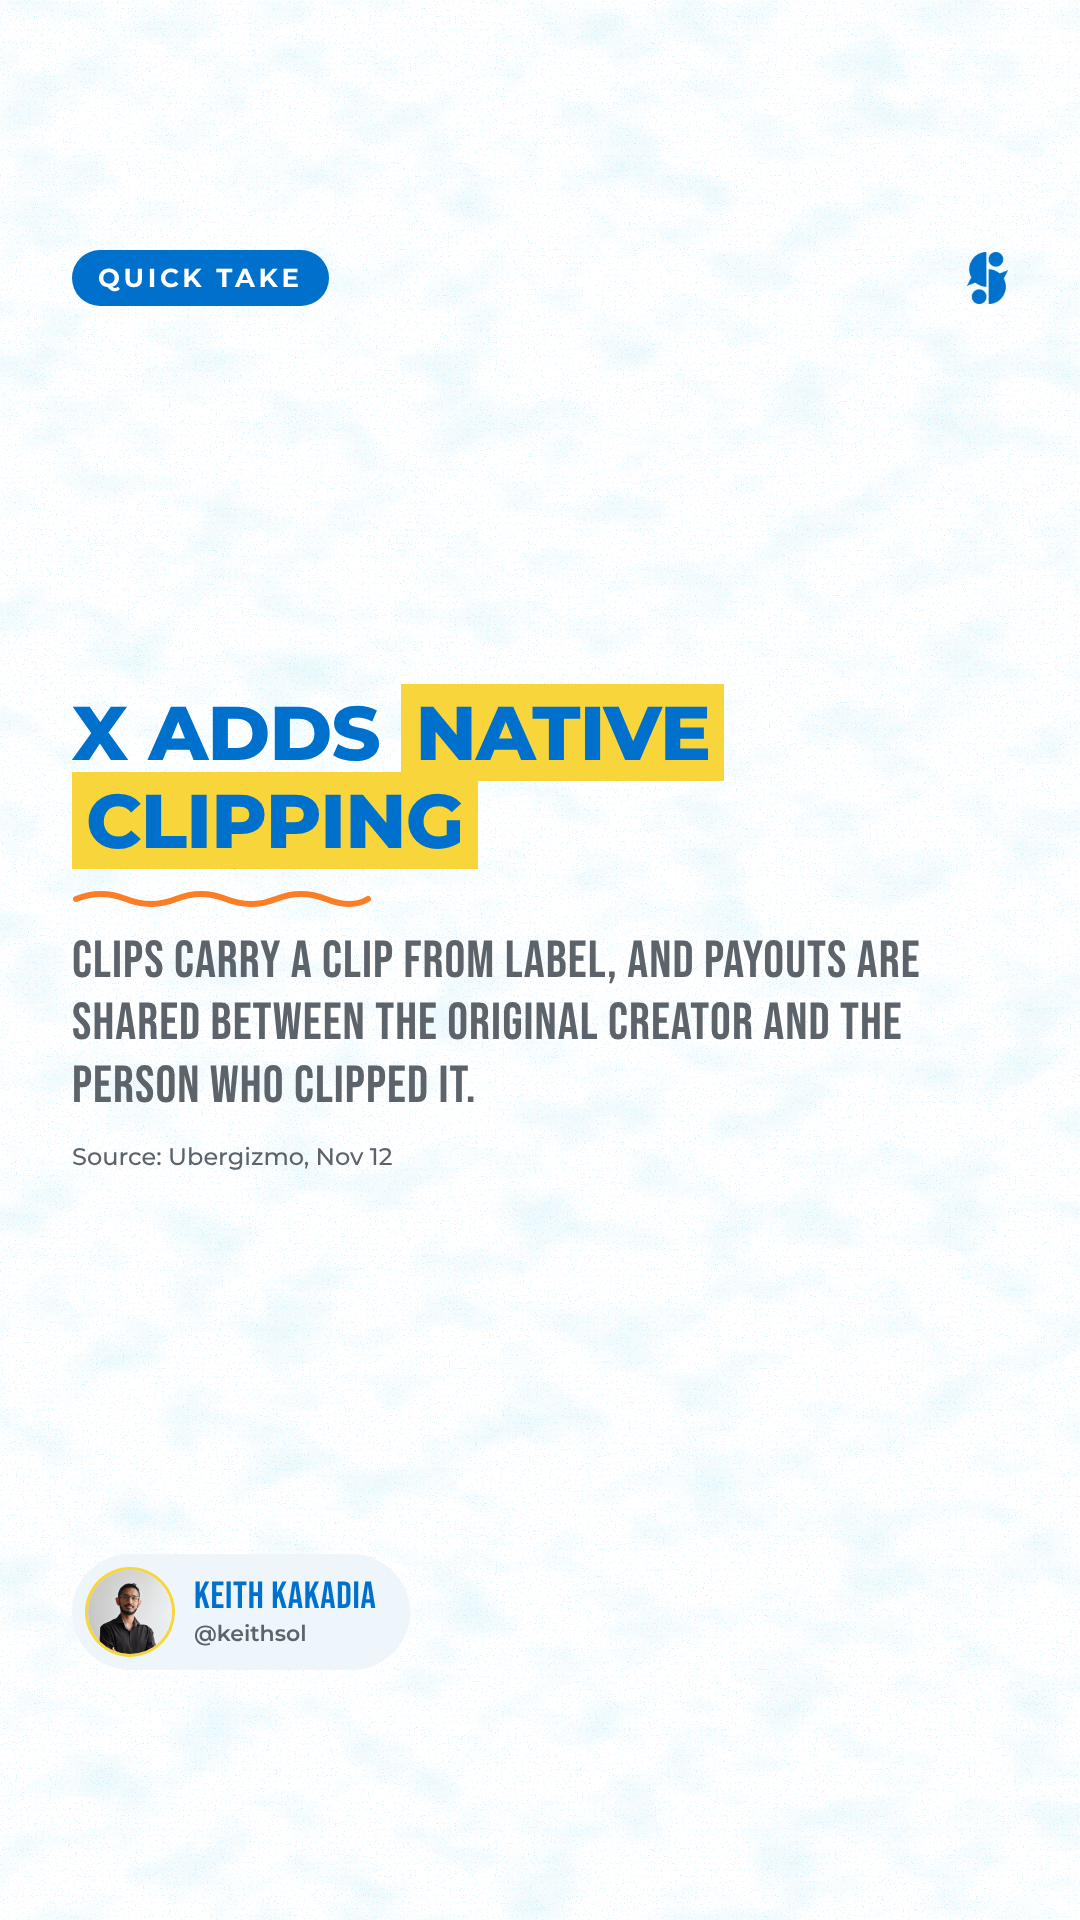 QUICK TAKE
X ADDS NATIVE
CLIPPING
CLIPS CARRY A CLIP FROM LABEL, AND PAYOUTS ARE
SHARED BETWEEN THE ORIGINAL CREATOR AND THE
PERSON WHO CLIPPED IT.
Source: Ubergizmo, Nov 12
KEITH KAKADIA
@keithsol